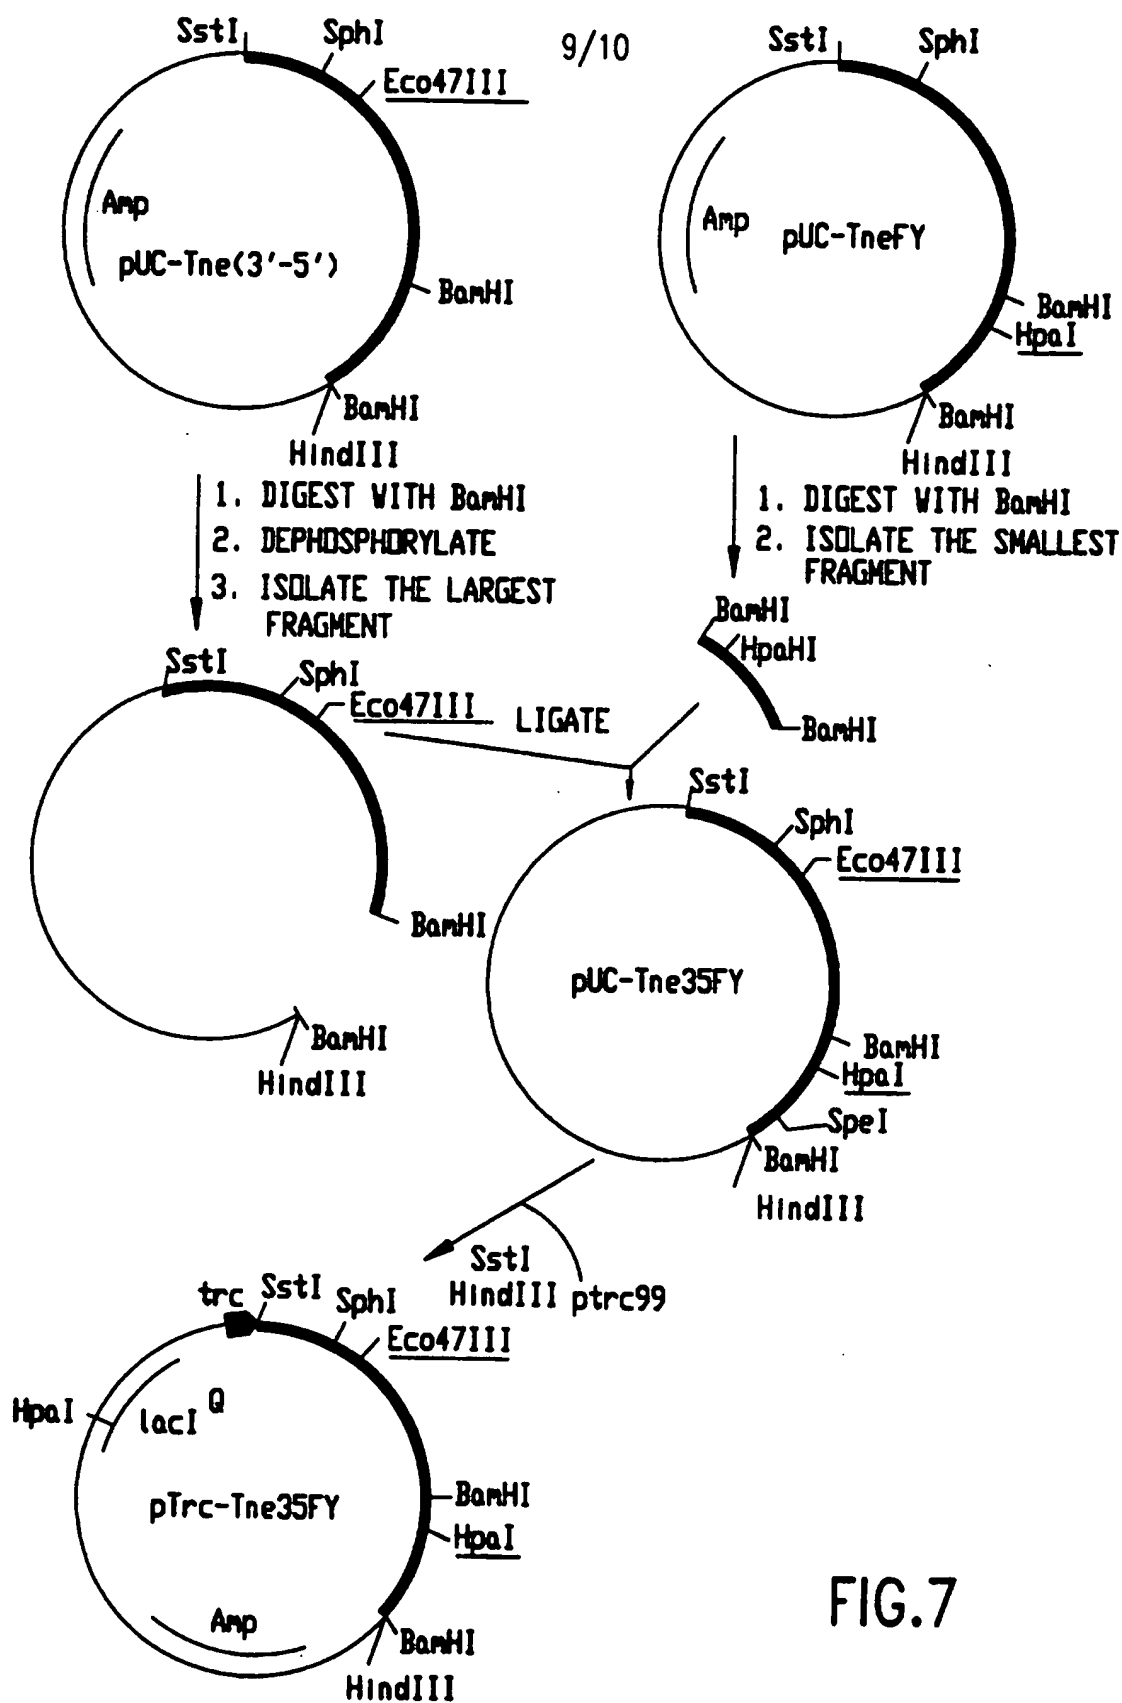 9/10
SstI
SphI
Eco47III
Amp
pUC-Tne(3'-5')
BamHI
BamHI
HindIII
SstI
SphI
Amp
pUC-TneFY
BamHI
HpaI
BamHI
HindIII
1. DIGEST WITH BamHI
2. DEPHOSPHORYLATE
3. ISOLATE THE LARGEST
FRAGMENT
1. DIGEST WITH BamHI
2. ISOLATE THE SMALLEST
FRAGMENT
BamHI
HpaHI
BamHI
SstI
SphI
Eco47III
LIGATE
BamHI
BamHI
HindIII
SstI
SphI
Eco47III
pUC-Tne35FY
BamHI
HpaI
SpeI
BamHI
HindIII
SstI
HindIII
ptrc99
trc
SstI
SphI
Eco47III
HpaI
lacI Q
pTrc-Tne35FY
BamHI
HpaI
Amp
BamHI
HindIII
FIG.7